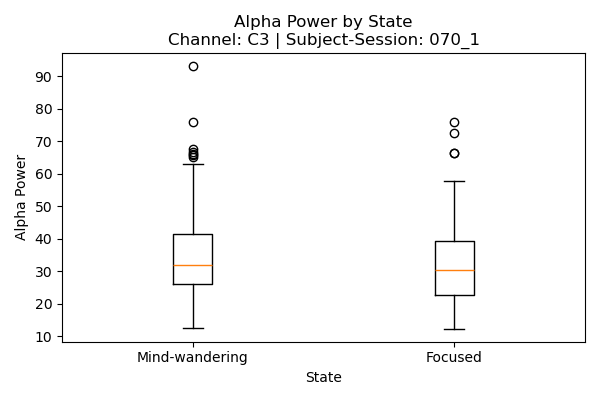 Alpha Power by State
Channel: C3 | Subject-Session: 070_1
90
80
70
60
50
40
30
20
10
Alpha Power
Mind-wandering
Focused
State